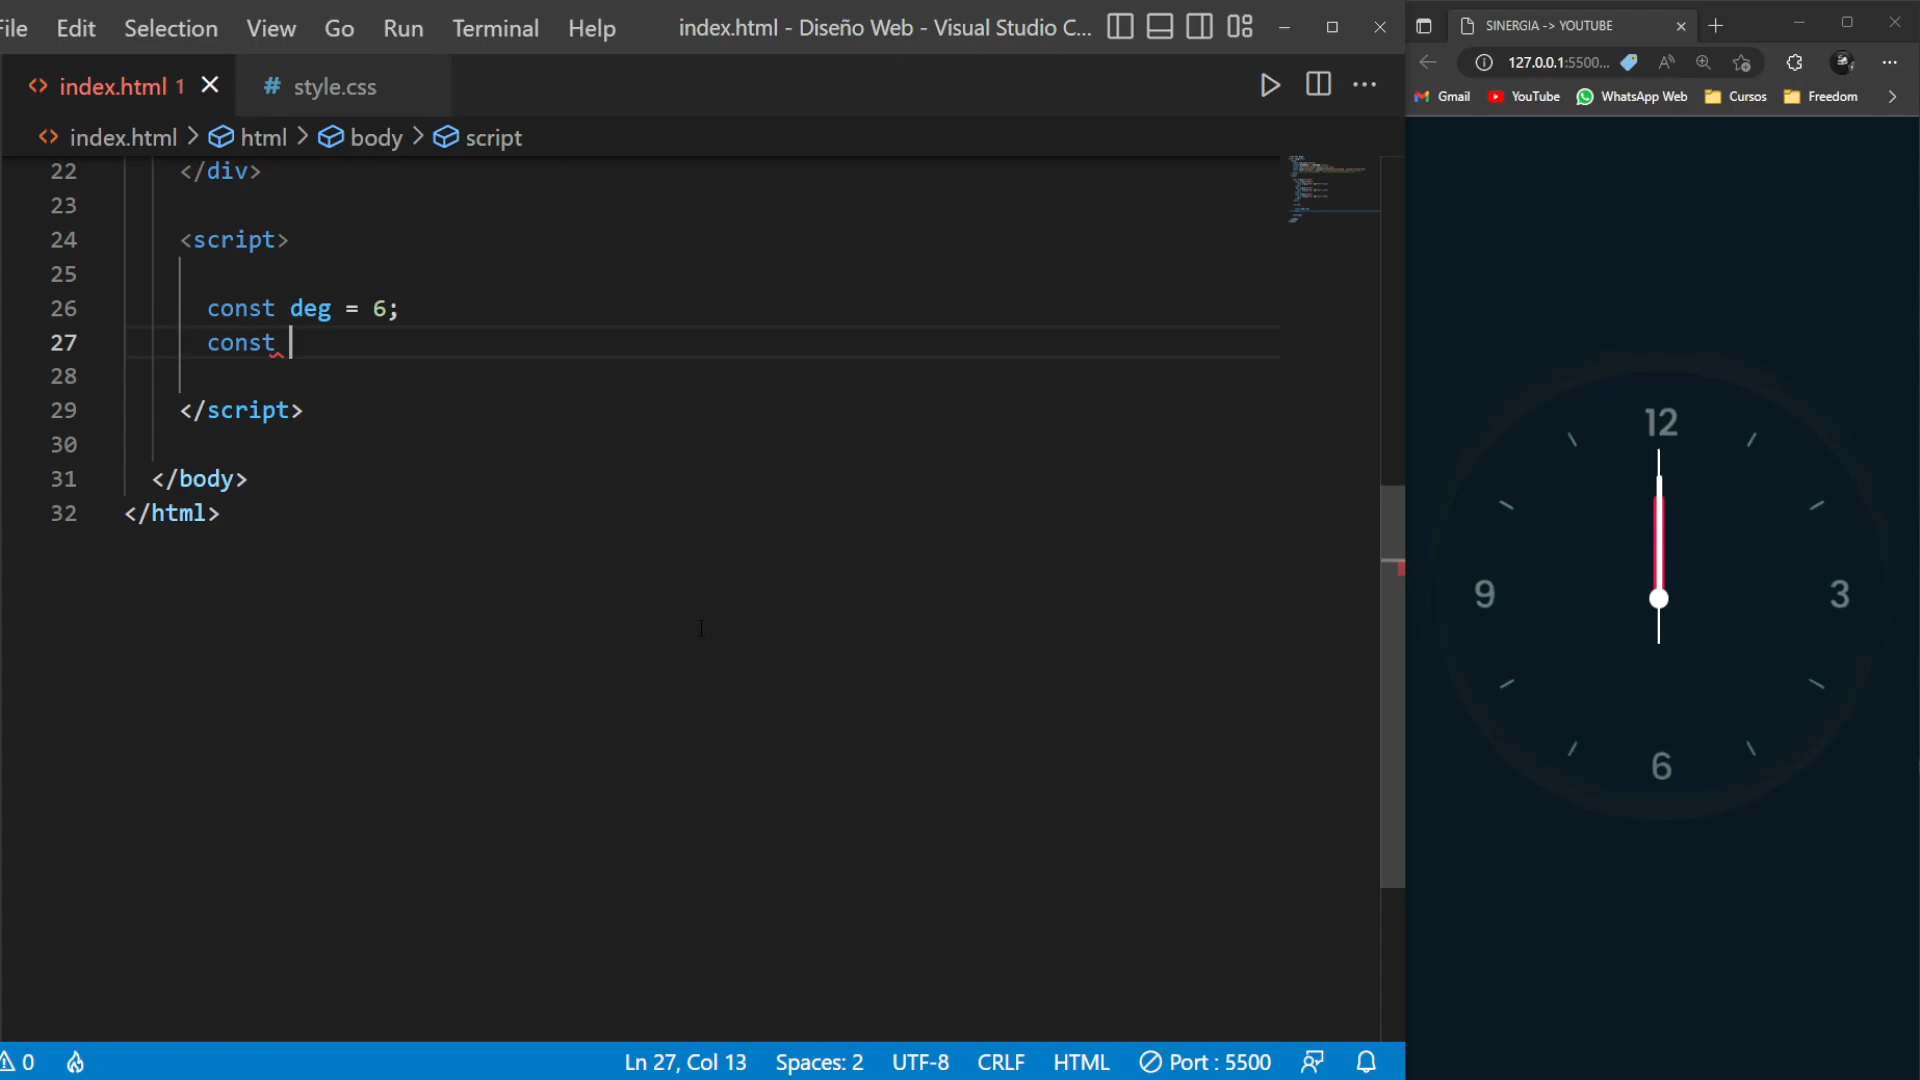 File Edit Selection View Go Run Terminal Help index.html - Diseño Web - Visual Studio C...
index.html 1 # style.css
index.html > html > body > script
22 </div>
23
24 <script>
25
26 const deg = 6;
27 const
28
29 </script>
30
31 </body>
32 </html>
0 Ln 27, Col 13 Spaces: 2 UTF-8 CRLF HTML Port : 5500
SINERGIA -> YOUTUBE
127.0.0.1:5500...
Gmail YouTube WhatsApp Web Cursos Freedom
12
9 3
6